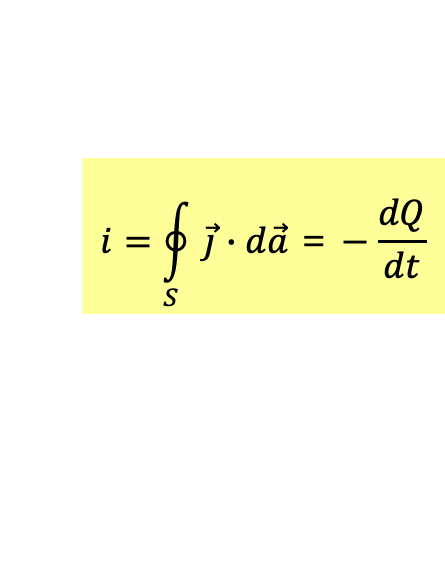 i = ∮_S j⃗ · da⃗ = − dQ/dt